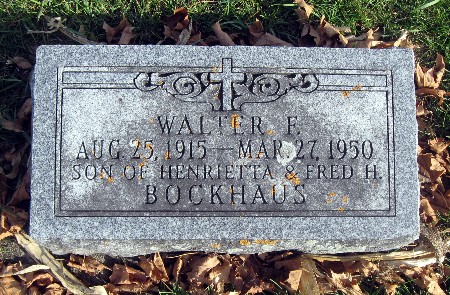 WALTER F.
AUG. 25, 1915 — MAR. 27, 1950
SON OF HENRIETTA & FRED H.
BOCKHAUS